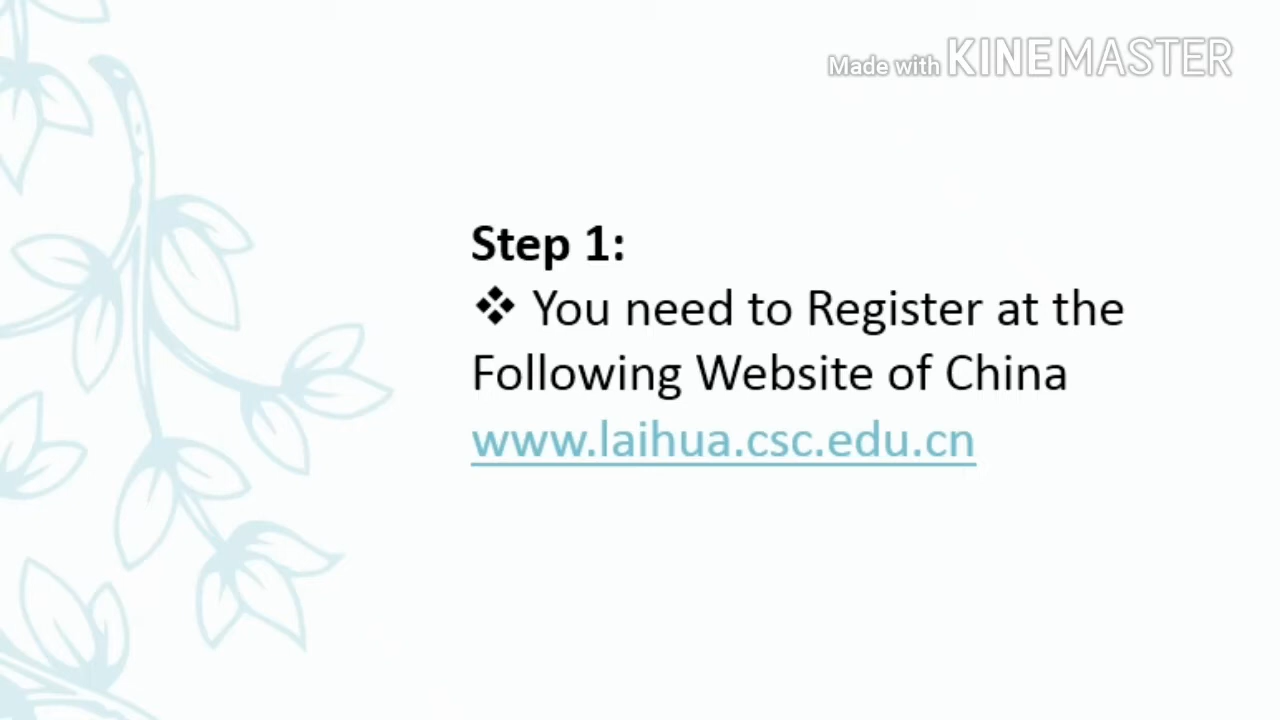 Made with KINEMASTER
Step 1:
❖ You need to Register at the
Following Website of China
www.laihua.csc.edu.cn